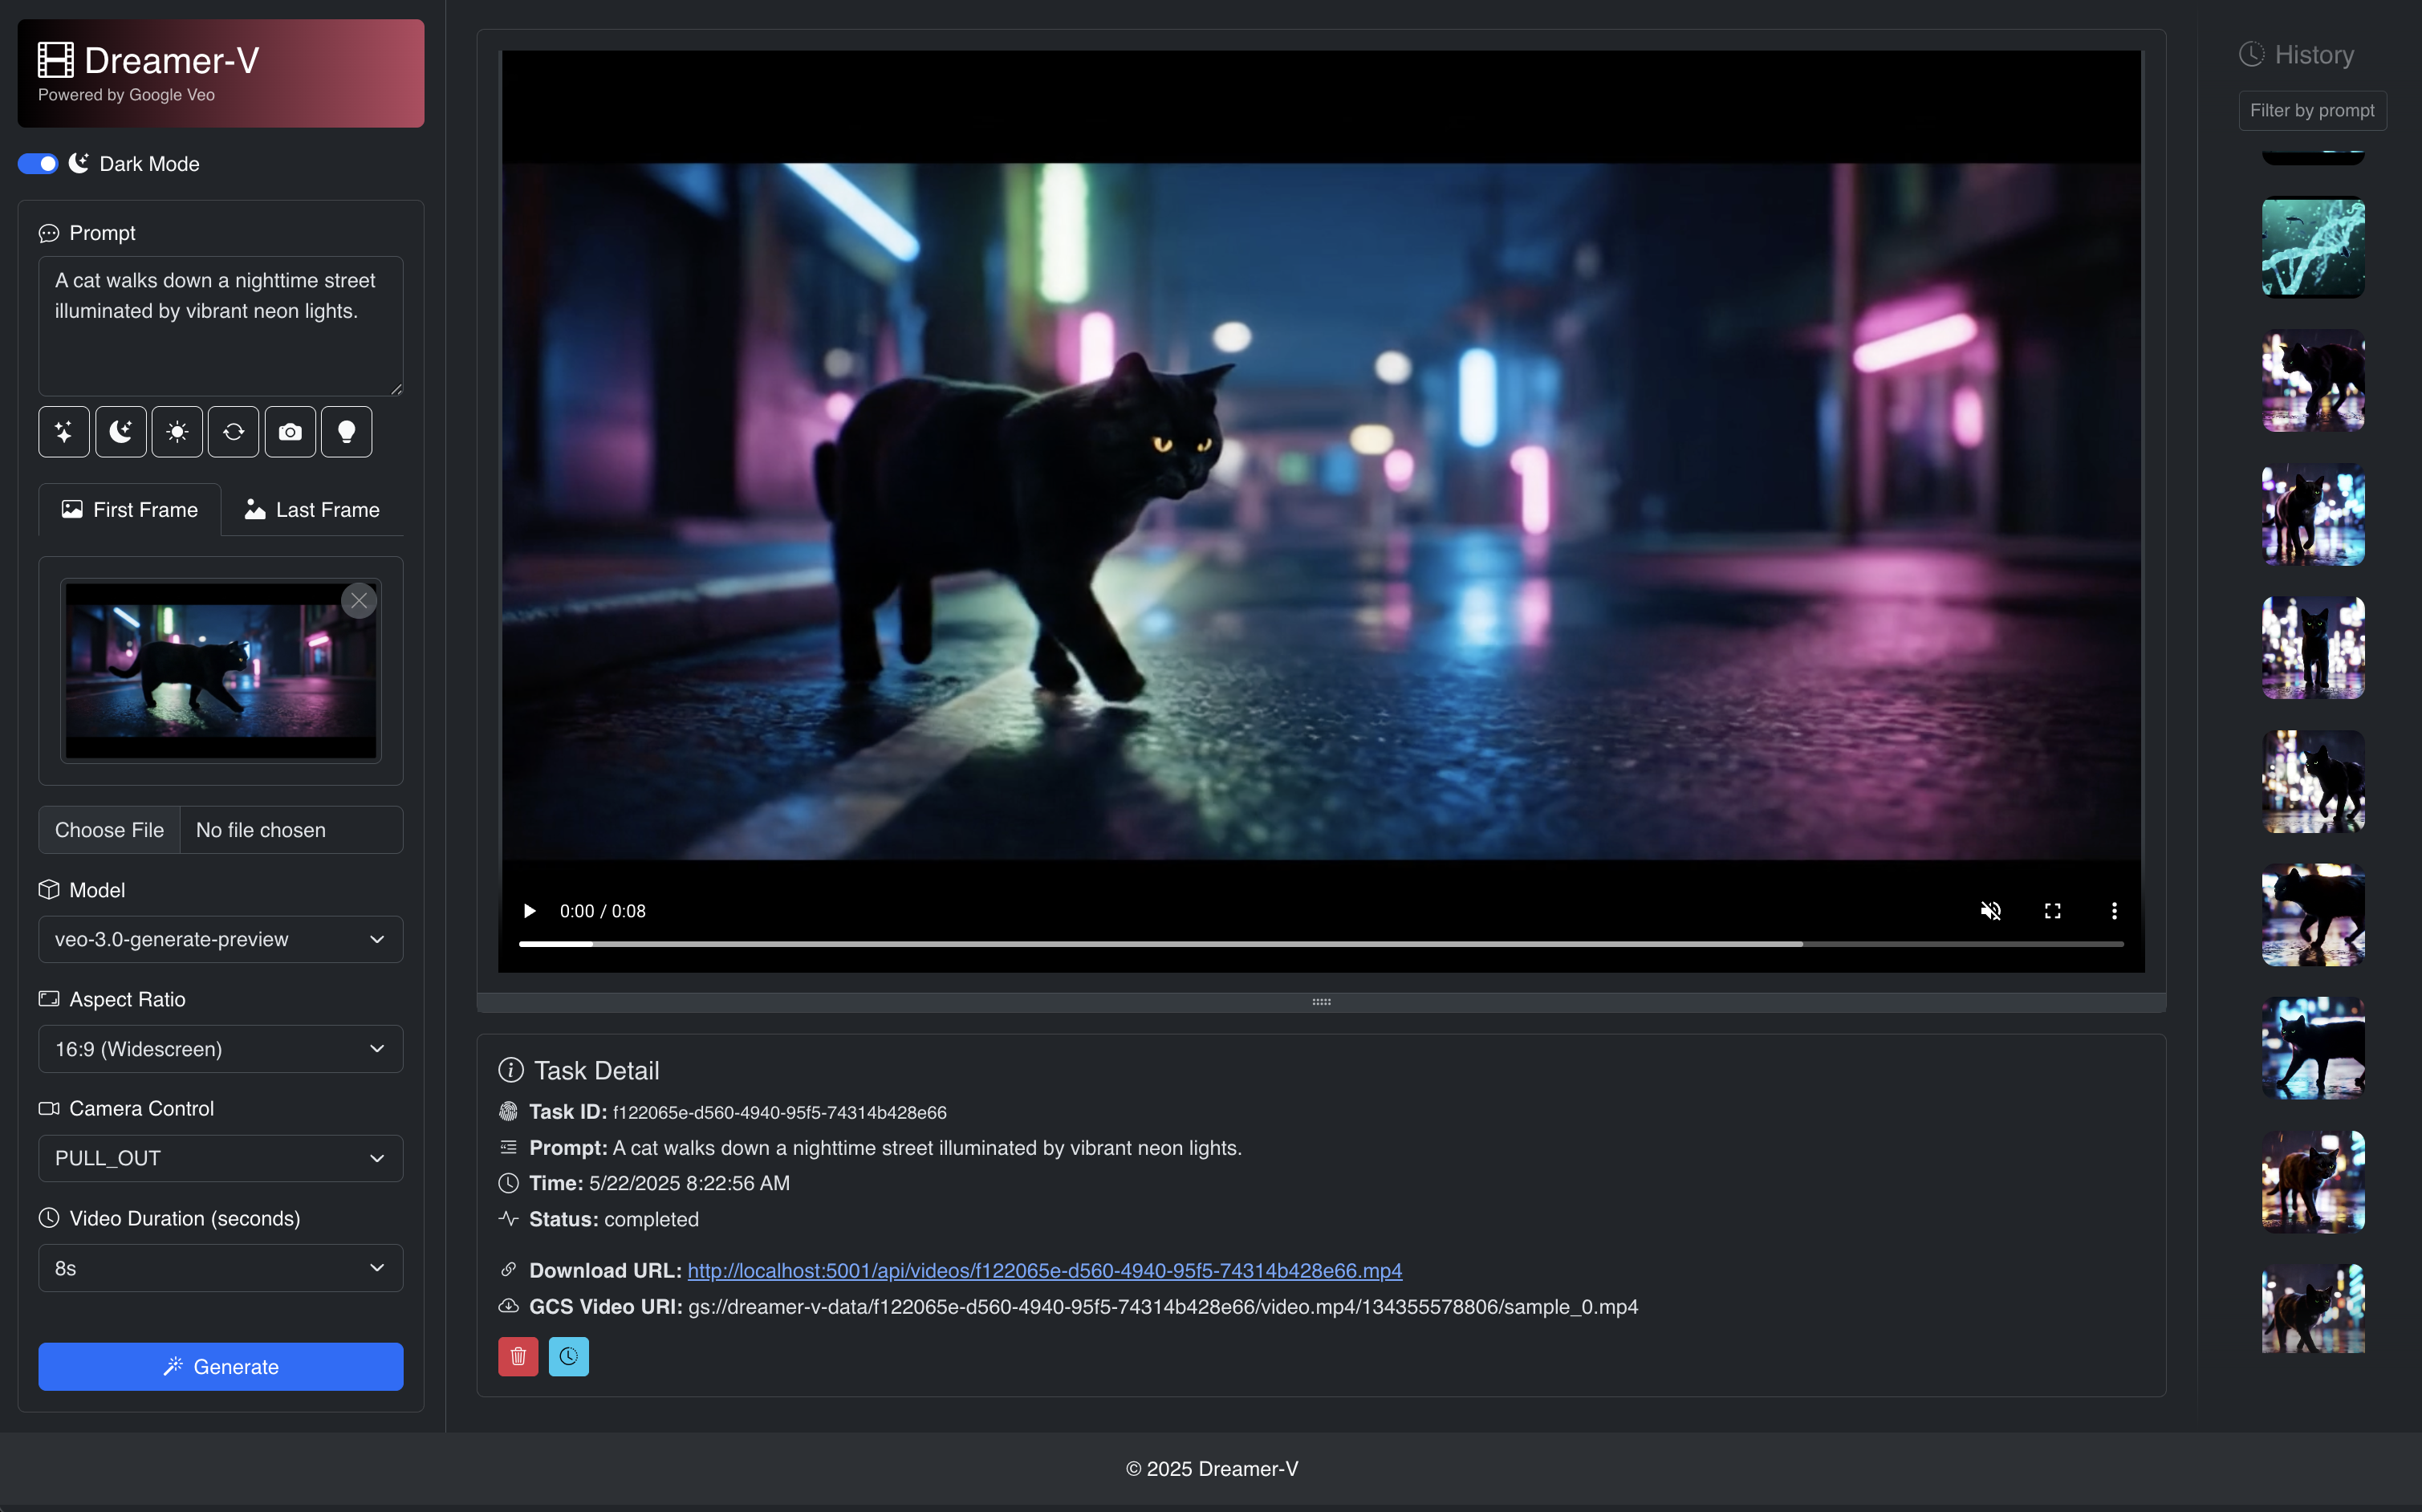 Dreamer-V
Powered by Google Veo
Dark Mode
Prompt
A cat walks down a nighttime street
illuminated by vibrant neon lights.
First Frame
Last Frame
Choose File
No file chosen
Model
veo-3.0-generate-preview
Aspect Ratio
16:9 (Widescreen)
Camera Control
PULL_OUT
Video Duration (seconds)
8s
Generate
0:00 / 0:08
Task Detail
Task ID: f122065e-d560-4940-95f5-74314b428e66
Prompt: A cat walks down a nighttime street illuminated by vibrant neon lights.
Time: 5/22/2025 8:22:56 AM
Status: completed
Download URL: http://localhost:5001/api/videos/f122065e-d560-4940-95f5-74314b428e66.mp4
GCS Video URI: gs://dreamer-v-data/f122065e-d560-4940-95f5-74314b428e66/video.mp4/134355578806/sample_0.mp4
History
Filter by prompt
© 2025 Dreamer-V